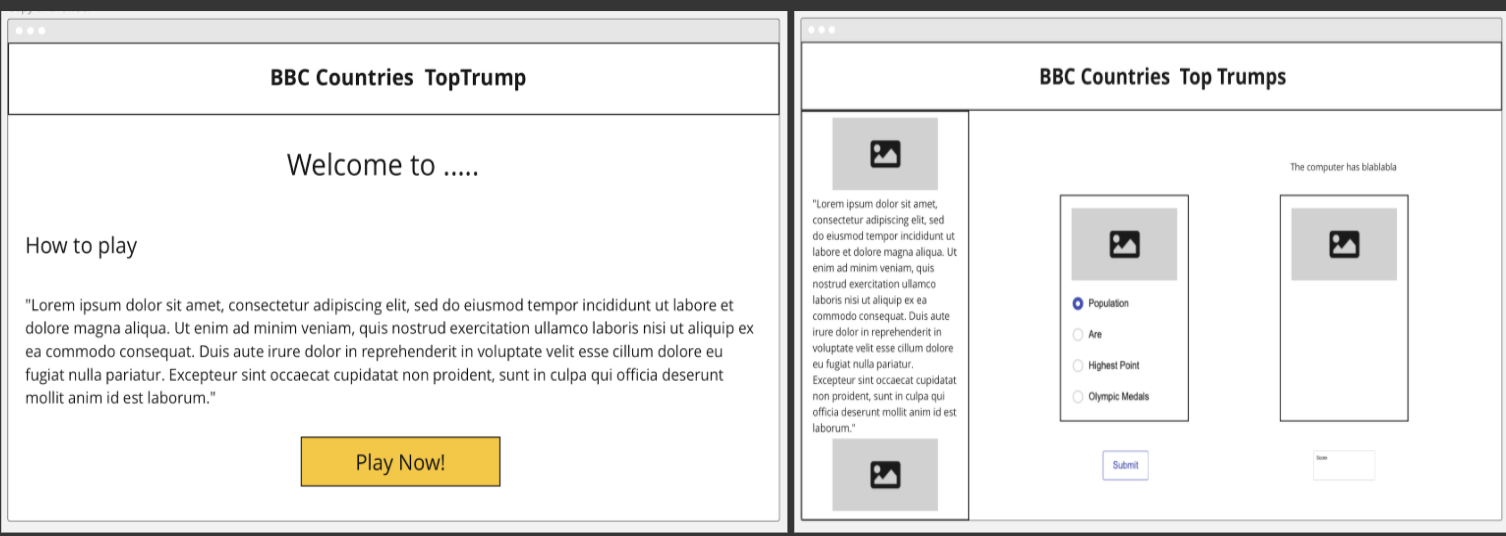 BBC Countries TopTrump
Welcome to .....
How to play
"Lorem ipsum dolor sit amet, consectetur adipiscing elit, sed do eiusmod tempor incididunt ut labore et
dolore magna aliqua. Ut enim ad minim veniam, quis nostrud exercitation ullamco laboris nisi ut aliquip ex
ea commodo consequat. Duis aute irure dolor in reprehenderit in voluptate velit esse cillum dolore eu
fugiat nulla pariatur. Excepteur sint occaecat cupidatat non proident, sunt in culpa qui officia deserunt
mollit anim id est laborum."
Play Now!
BBC Countries Top Trumps
"Lorem ipsum dolor sit amet,
consectetur adipiscing elit, sed
do eiusmod tempor incididunt ut
labore et dolore magna aliqua. Ut
enim ad minim veniam, quis
nostrud exercitation ullamco
laboris nisi ut aliquip ex ea
commodo consequat. Duis aute
irure dolor in reprehenderit in
voluptate velit esse cillum dolore
eu fugiat nulla pariatur.
Excepteur sint occaecat cupidatat
non proident, sunt in culpa qui
officia deserunt mollit anim id est
laborum."
The computer has blablabla
Population
Are
Highest Point
Olympic Medals
Submit
Score